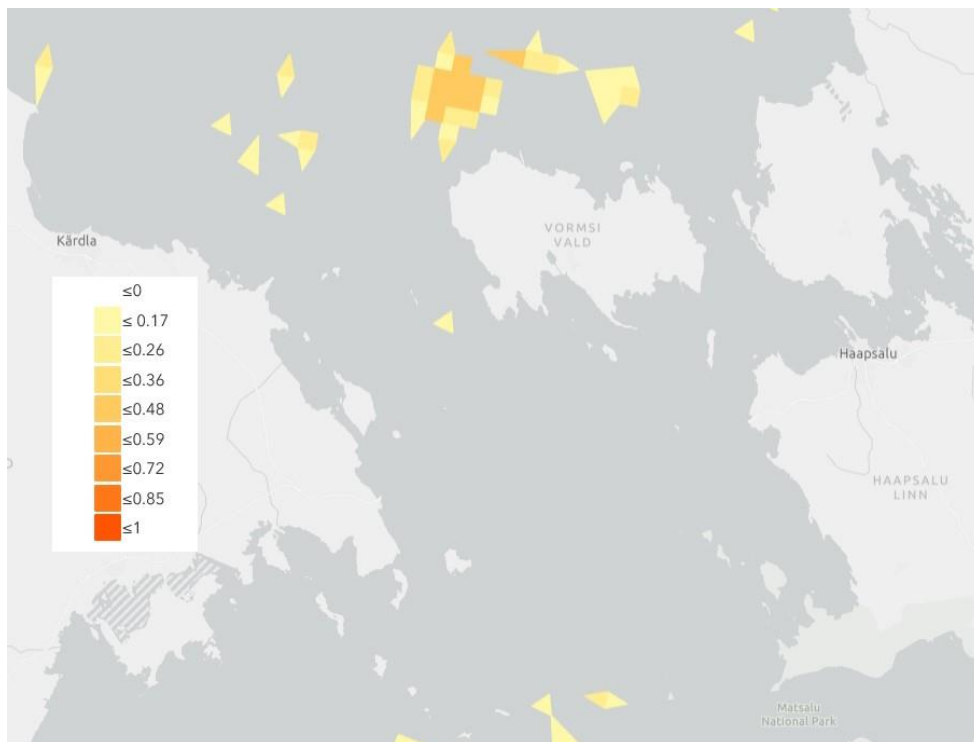 VORMSI
VALD
Kärdla
≤0
≤ 0.17
≤0.26
≤0.36
≤0.48
≤0.59
≤0.72
≤0.85
≤1
Haapsalu
HAAPSALU
LINN
Matsalu
National Park